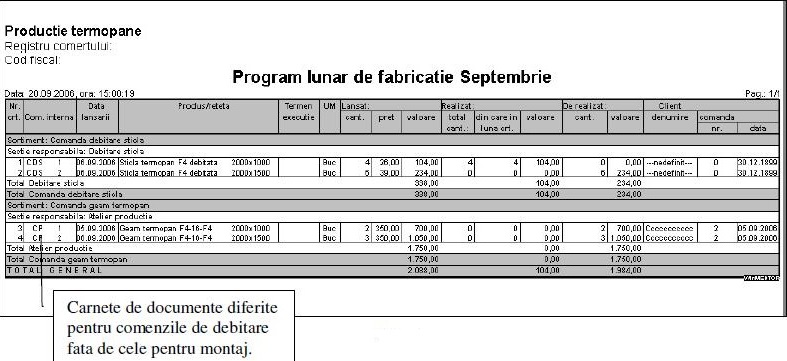 Productie termopane
Registru comertului:
Cod fiscal:
Program lunar de fabricatie Septembrie
Data: 20.09.2006, ora: 15:00:19 Pag.: 1/1
Nr. Data Produs/reteta Termen UM Lansat: Realizat: De realizat: Client
crt. Com. interna lansarii executie cant. pret valoare total din care in valoare cant. valoare denumire comanda
cant.: luna crt. nr. data
Sortiment: Comanda debitare sticla
Sectie responsabila: Debitare sticla
1 CDS 1 06.09.2006 Sticla termopan F4 debitata 2000x1000 Buc 4 26,00 104,00 4 4 104,00 0 0,00 ---nedefinit--- 0 30.12.1899
2 CDS 2 06.09.2006 Sticla termopan F4 debitata 2000x1500 Buc 6 39,00 234,00 0 0 0,00 6 234,00 ---nedefinit--- 0 30.12.1899
Total Debitare sticla 338,00 104,00 234,00
Total Comanda debitare sticla 338,00 104,00 234,00
Sortiment: Comanda geam termopan
Sectie responsabila: Atelier productie
3 CP 1 05.09.2006 Geam termopan F4-16-F4 2000x1000 Buc 2 350,00 700,00 0 0 0,00 2 700,00 Ccccccccccc 2 05.09.2006
4 CP 2 05.09.2006 Geam termopan F4-16-F4 2000x1500 Buc 3 350,00 1.050,00 0 0 0,00 3 1.050,00 Ccccccccccc 2 05.09.2006
Total Atelier productie 1.750,00 0,00 1.750,00
Total Comanda geam termopan 1.750,00 0,00 1.750,00
TOTAL GENERAL 2.088,00 104,00 1.984,00
Carnete de documente diferite
pentru comenzile de debitare
fata de cele pentru montaj.